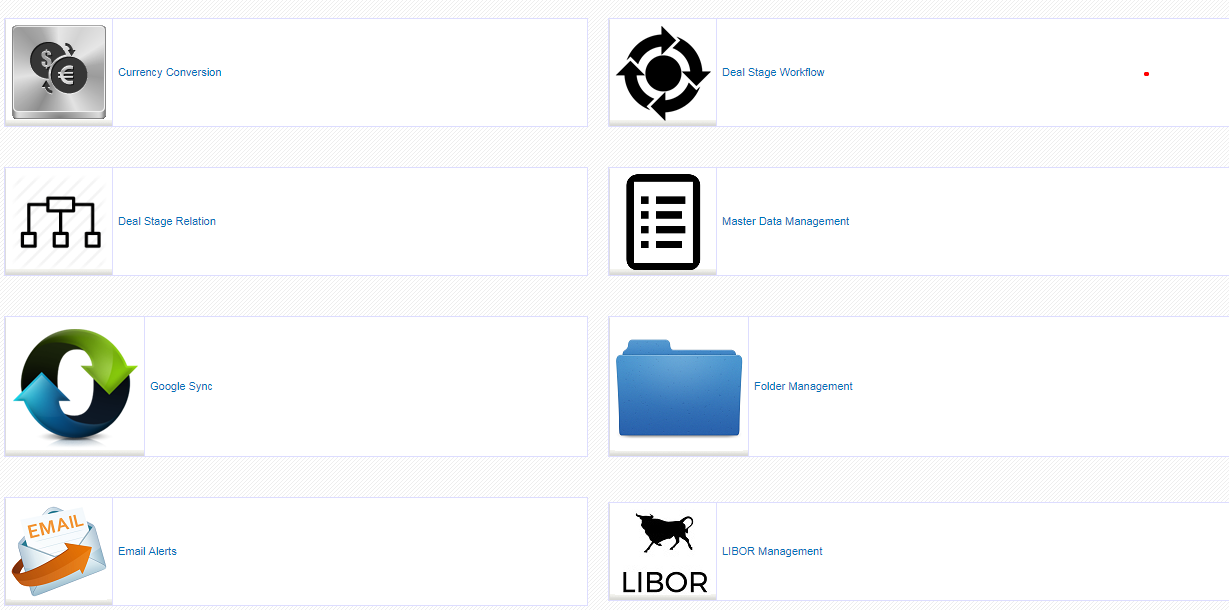 Currency Conversion
Deal Stage Workflow
Deal Stage Relation
Master Data Management
Google Sync
Folder Management
EMAIL
Email Alerts
LIBOR
LIBOR Management